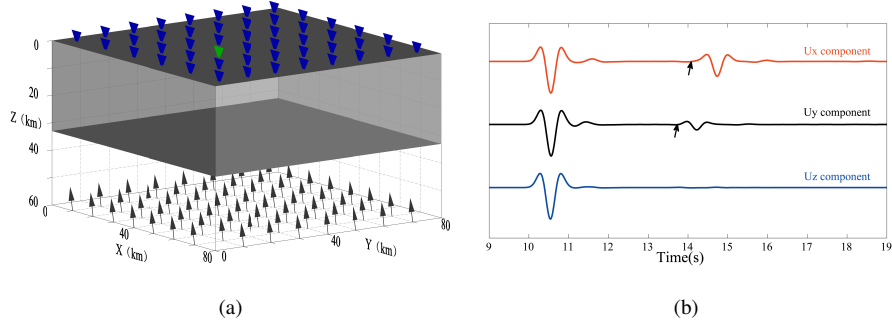 0
20
Z (km)
40
60
0
40
X (km)
80
0
40
Y (km)
80
(a)
Ux component
Uy component
Uz component
9 10 11 12 13 14 15 16 17 18 19
Time(s)
(b)